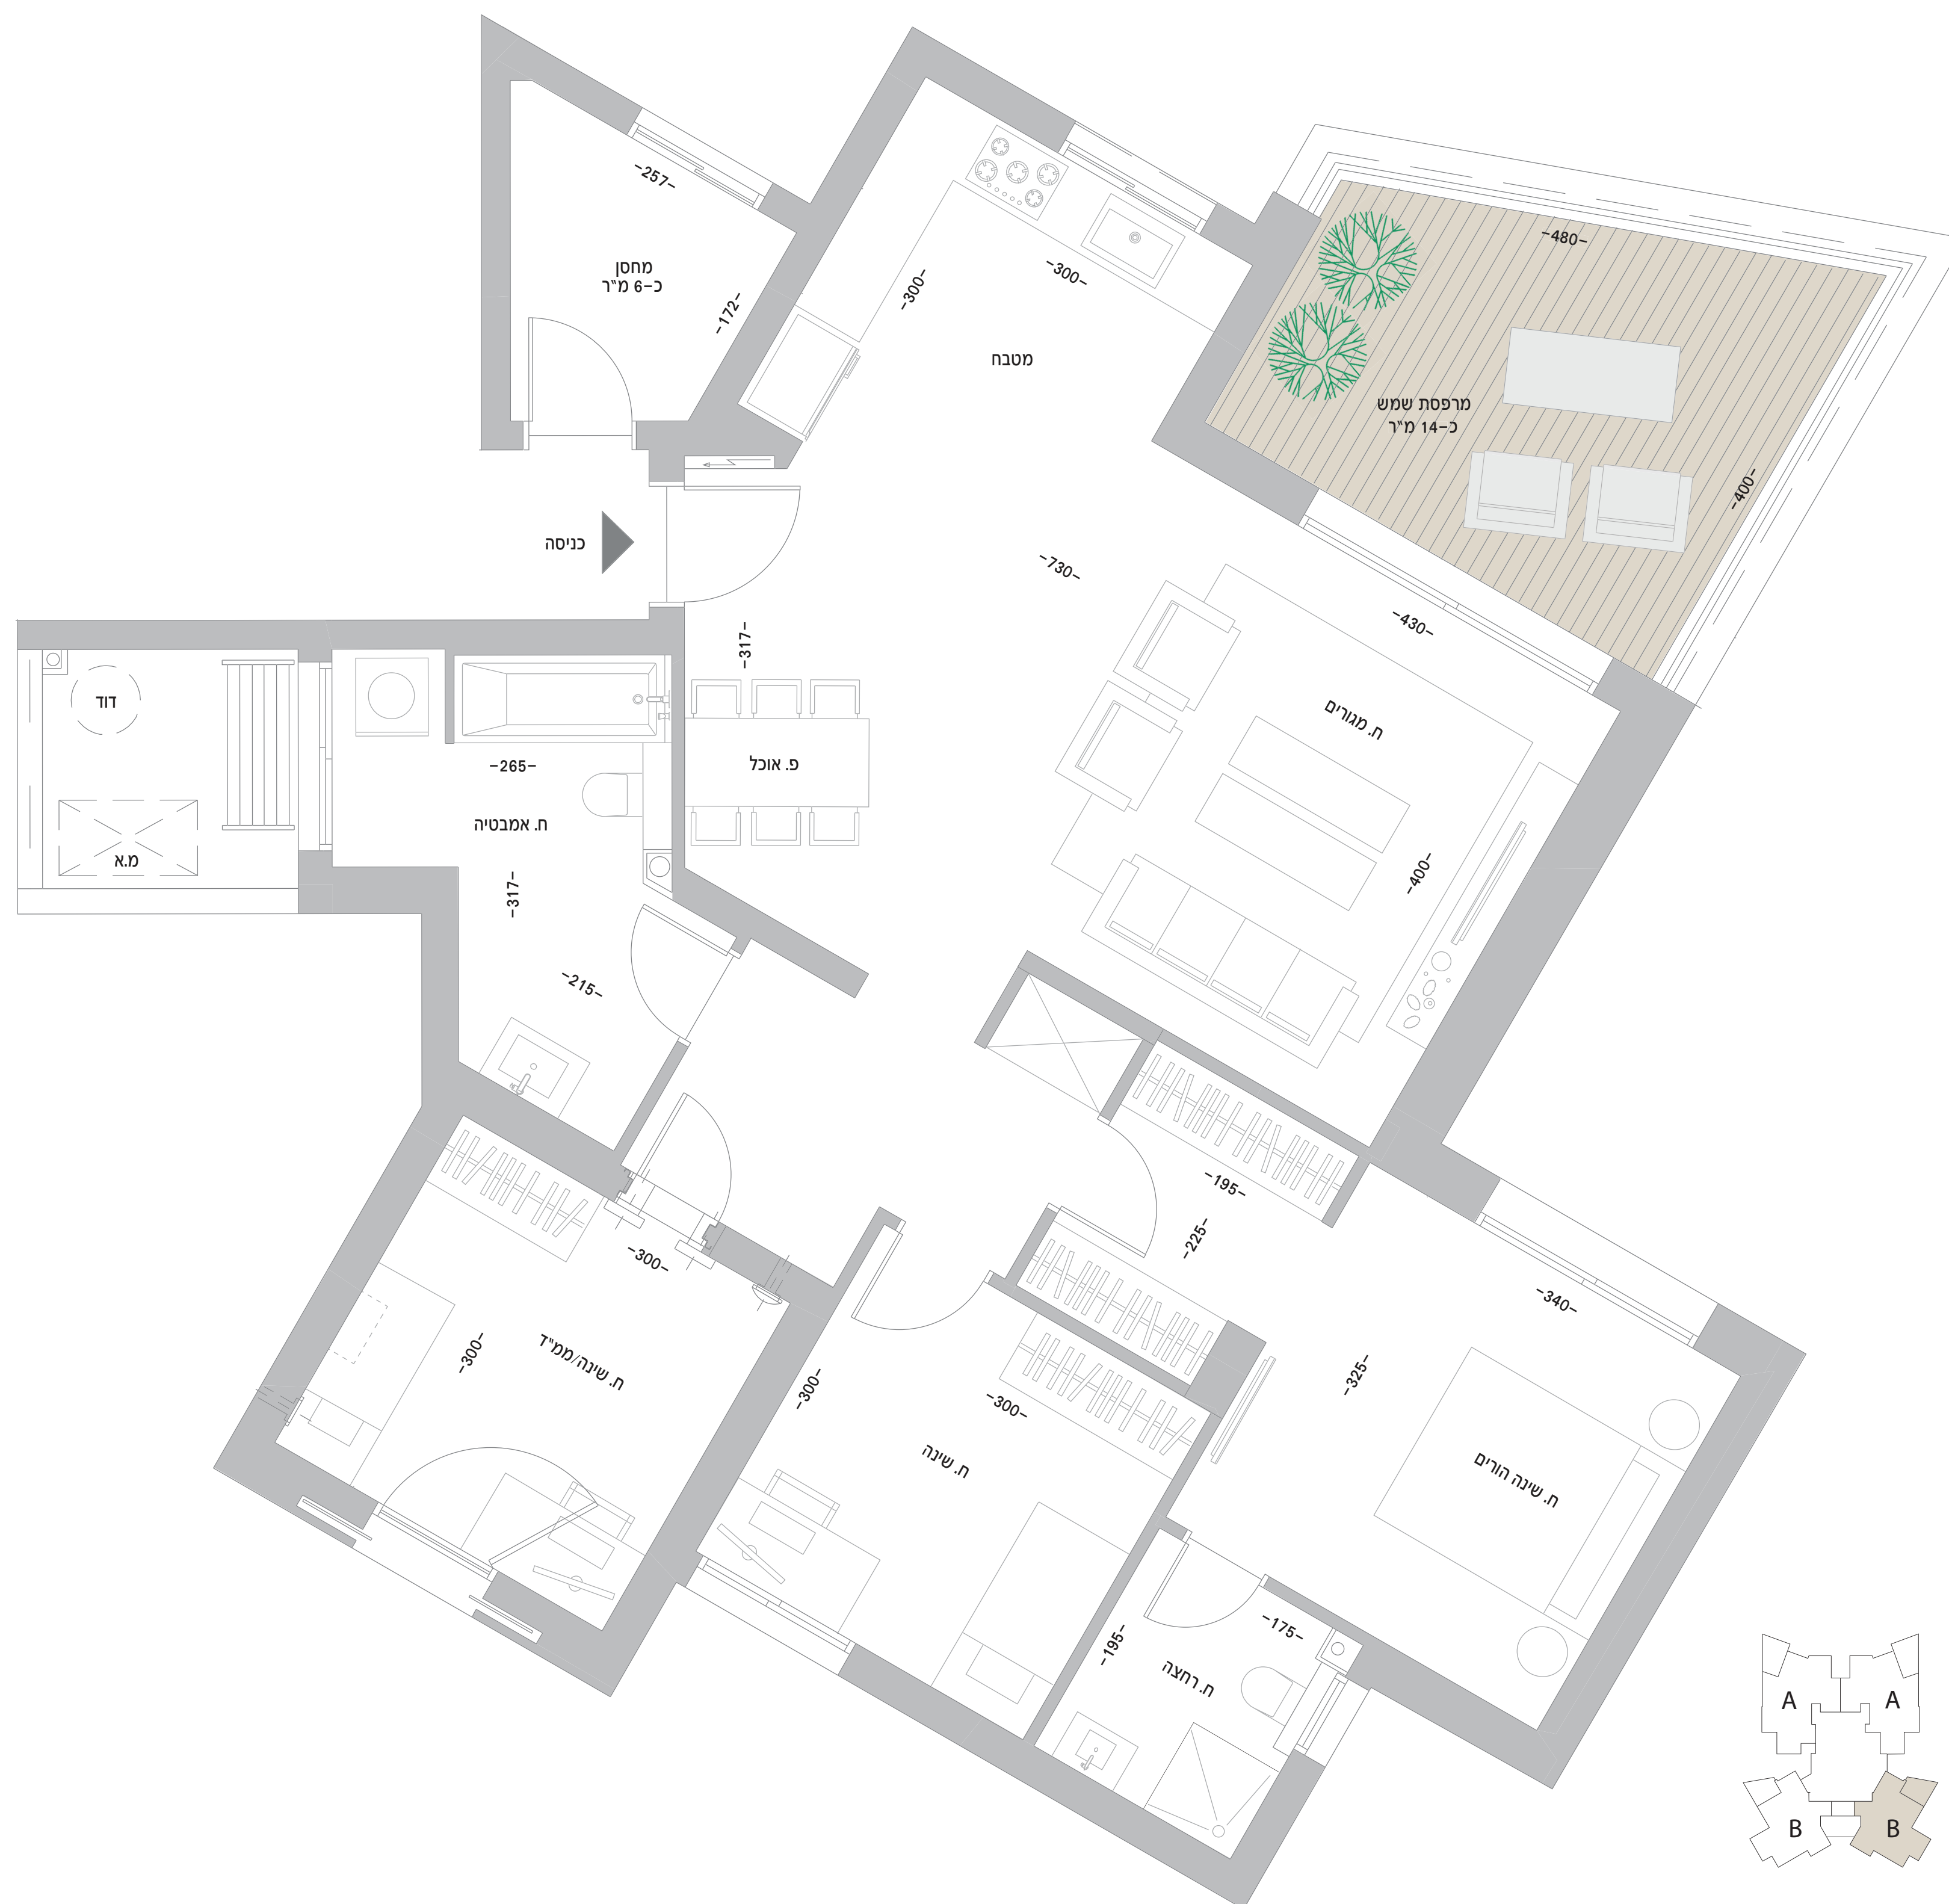 -257-
מחסן
כ-6 מ"ר
-172-
-300-
-300-
מטבח
-480-
מרפסת שמש
כ-14 מ"ר
-400-
כניסה
-730-
-430-
-317-
ח. מגורים
דוד
פ. אוכל
-265-
ח. אמבטיה
מ.א
-317-
-400-
-215-
-195-
-225-
-300-
-340-
-300-
ח. שינה/ממ"ד
-300-
-300-
-325-
ח. שינה
ח. שינה הורים
-175-
-195-
ח. רחצה
A
A
B
B